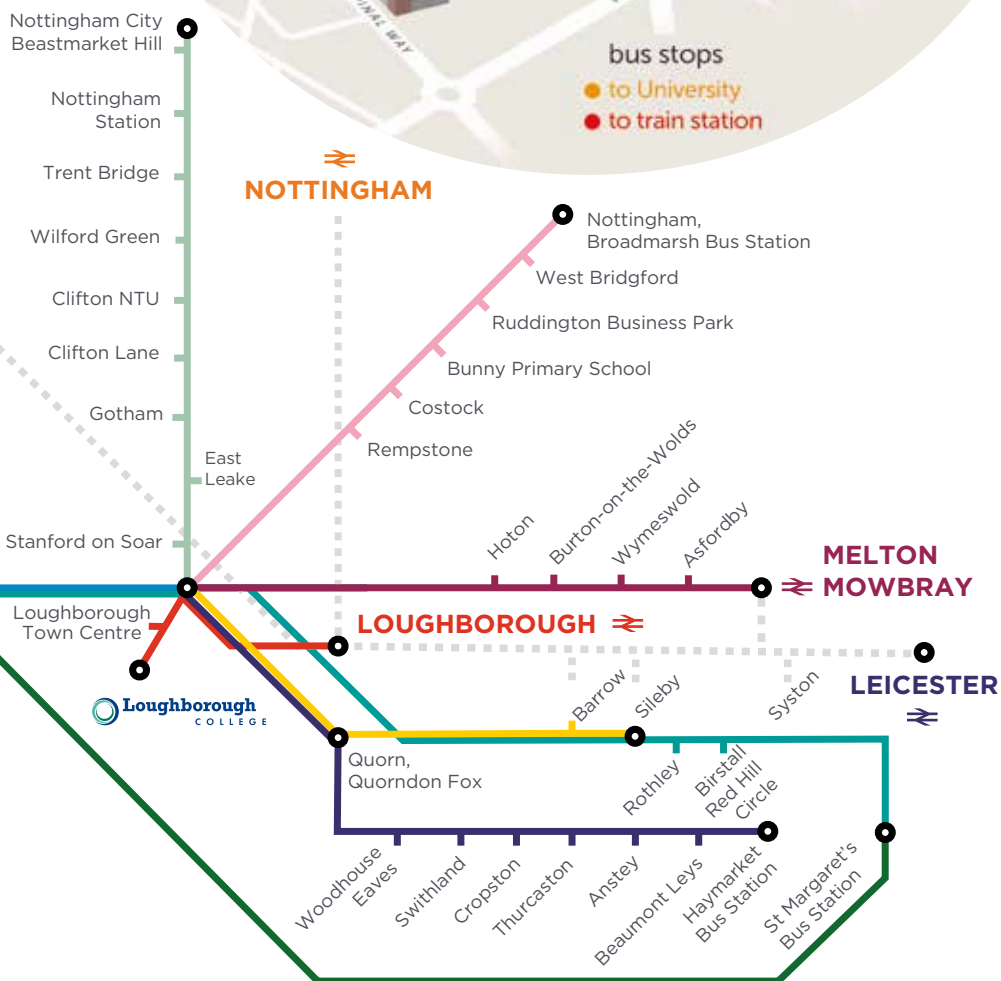 Nottingham City
Beastmarket Hill
Nottingham
Station
Trent Bridge
Wilford Green
Clifton NTU
Clifton Lane
Gotham
East
Leake
Stanford on Soar
INAL WAY
bus stops
to University
to train station
NOTTINGHAM
Nottingham,
Broadmarsh Bus Station
West Bridgford
Ruddington Business Park
Bunny Primary School
Costock
Rempstone
Hoton
Burton-on-the-Wolds
Wymeswold
Asfordby
MELTON
MOWBRAY
Loughborough
Town Centre
LOUGHBOROUGH
Loughborough
COLLEGE
Barrow
Sileby
Syston
LEICESTER
Quorn,
Quorndon Fox
Rothley
Birstall
Red Hill
Circle
Woodhouse
Eaves
Swithland
Cropston
Thurcaston
Anstey
Beaumont Leys
Haymarket
Bus Station
St Margaret's
Bus Station